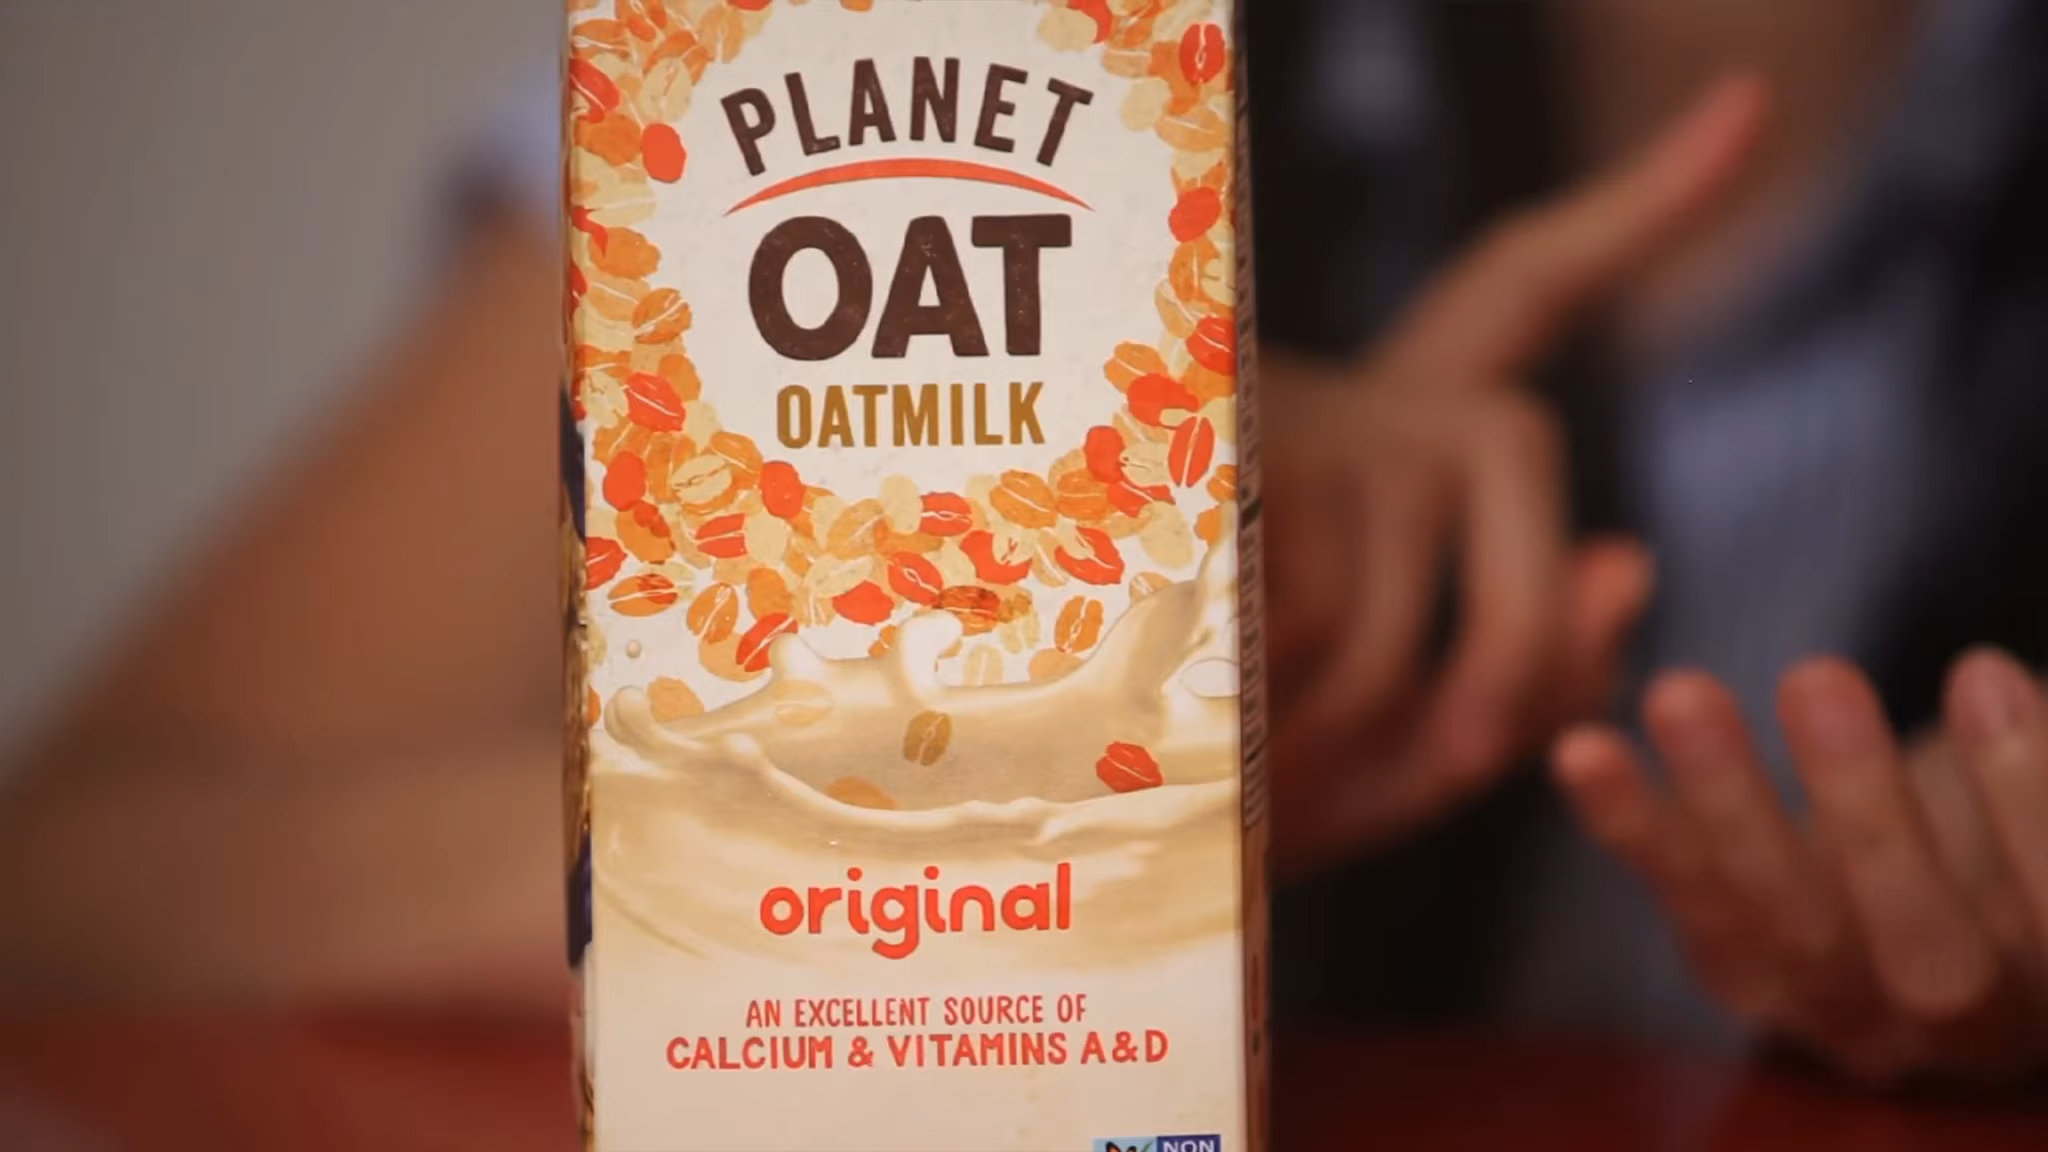 PLANET
OAT
OATMILK
original
AN EXCELLENT SOURCE OF
CALCIUM & VITAMINS A & D
NON